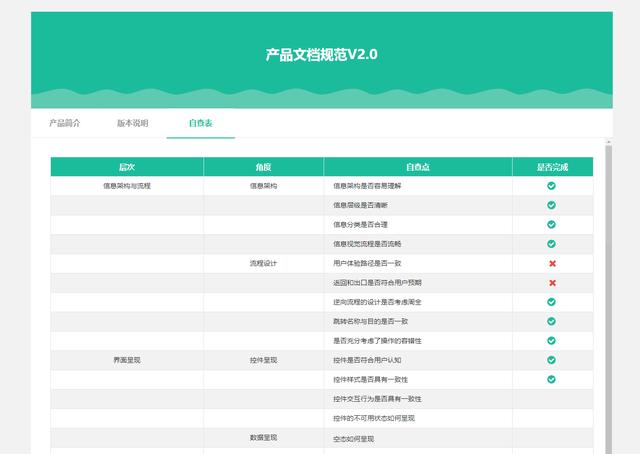 产品文档规范V2.0
产品简介 版本说明 自查表
层次 角度 自查点 是否完成
信息架构与流程 信息架构 信息架构是否容易理解
信息层级是否清晰
信息分类是否合理
信息视觉流程是否流畅
流程设计 用户体验路径是否一致
返回和出口是否符合用户预期
逆向流程的设计是否考虑周全
跳转名称与目的是否一致
是否充分考虑了操作的容错性
界面呈现 控件呈现 控件是否符合用户认知
控件样式是否具有一致性
控件交互行为是否具有一致性
控件的不可用状态如何呈现
数据呈现 空态如何呈现